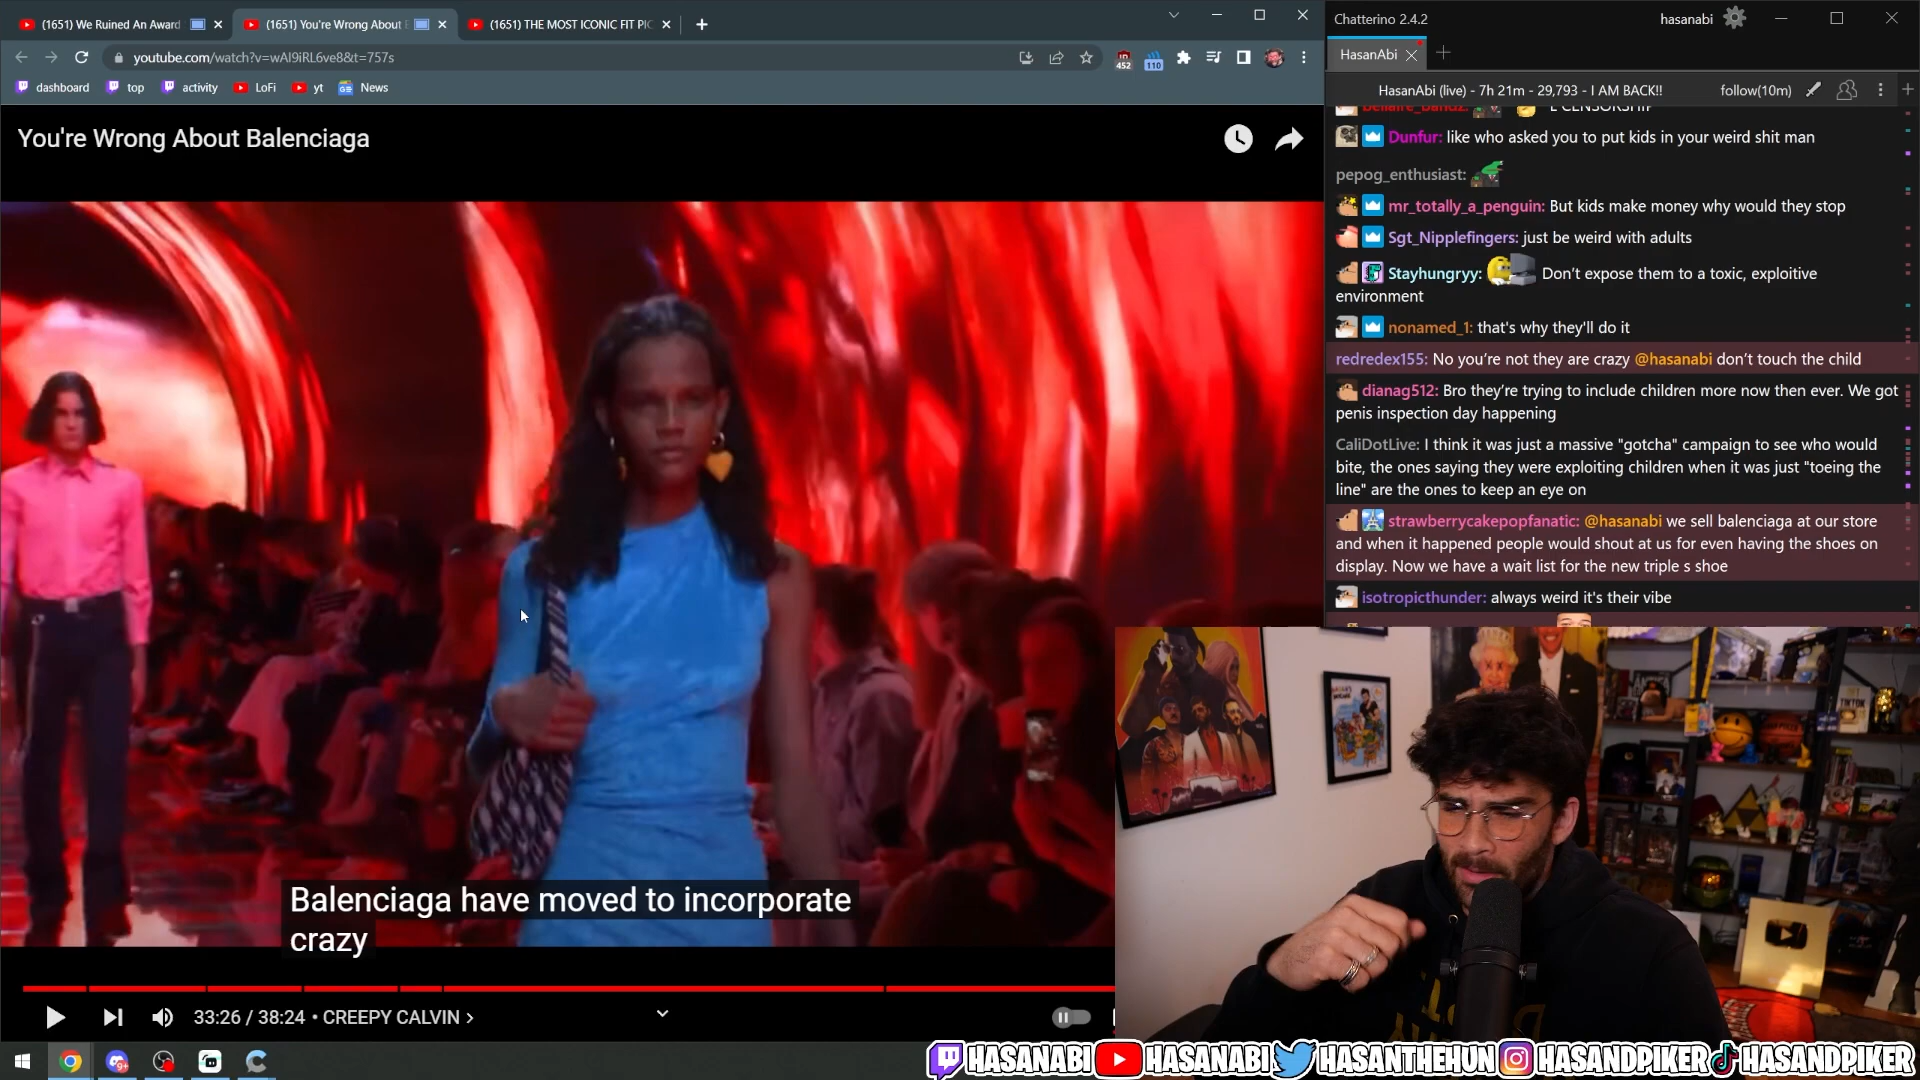 (1651) We Ruined An Award
(1651) You're Wrong About B
(1651) THE MOST ICONIC FIT PIC
youtube.com/watch?v=wAl9iRL6ve8&t=757s
452
110
dashboard
top
activity
LoFi
yt
News
You're Wrong About Balenciaga
Balenciaga have moved to incorporate
crazy
33:26 / 38:24 • CREEPY CALVIN >
Chatterino 2.4.2
hasanabi
HasanAbi
HasanAbi (live) - 7h 21m - 29,793 - I AM BACK!!
follow(10m)
L CENSORSHIP
Dunfur: like who asked you to put kids in your weird shit man
pepog_enthusiast:
mr_totally_a_penguin: But kids make money why would they stop
Sgt_Nipplefingers: just be weird with adults
Stayhungryy: Don't expose them to a toxic, exploitive
environment
nonamed_1: that's why they'll do it
redredex155: No you're not they are crazy @hasanabi don't touch the child
dianag512: Bro they're trying to include children more now then ever. We got
penis inspection day happening
CaliDotLive: I think it was just a massive "gotcha" campaign to see who would
bite, the ones saying they were exploiting children when it was just "toeing the
line" are the ones to keep an eye on
strawberrycakepopfanatic: @hasanabi we sell balenciaga at our store
and when it happened people would shout at us for even having the shoes on
display. Now we have a wait list for the new triple s shoe
isotropicthunder: always weird it's their vibe
HASANABI
HASANABI
HASANTHEHUN
HASANDPIKER
HASANDPIKER